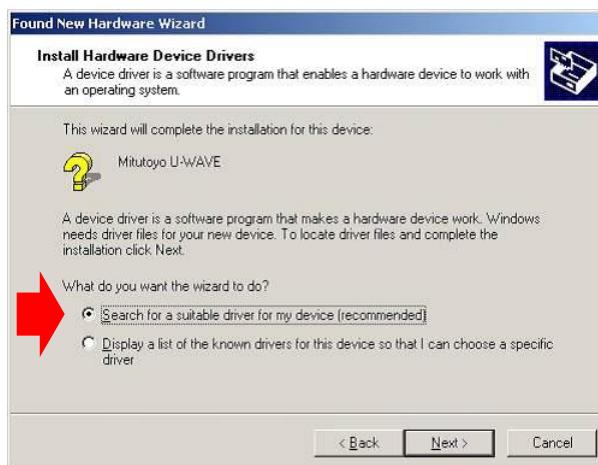 Found New Hardware Wizard
Install Hardware Device Drivers
A device driver is a software program that enables a hardware device to work with
an operating system.
This wizard will complete the installation for this device:
Mitutoyo U-WAVE
A device driver is a software program that makes a hardware device work. Windows
needs driver files for your new device. To locate driver files and complete the
installation click Next.
What do you want the wizard to do?
Search for a suitable driver for my device (recommended)
Display a list of the known drivers for this device so that I can choose a specific
driver
< Back
Next >
Cancel